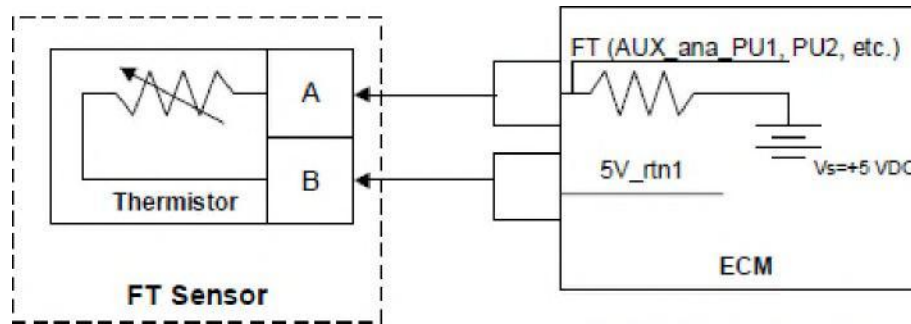 FT (AUX_ana_PU1, PU2, etc.)
A
B
5V_rtn1
Vs=+5 VDC
Thermistor
ECM
FT Sensor